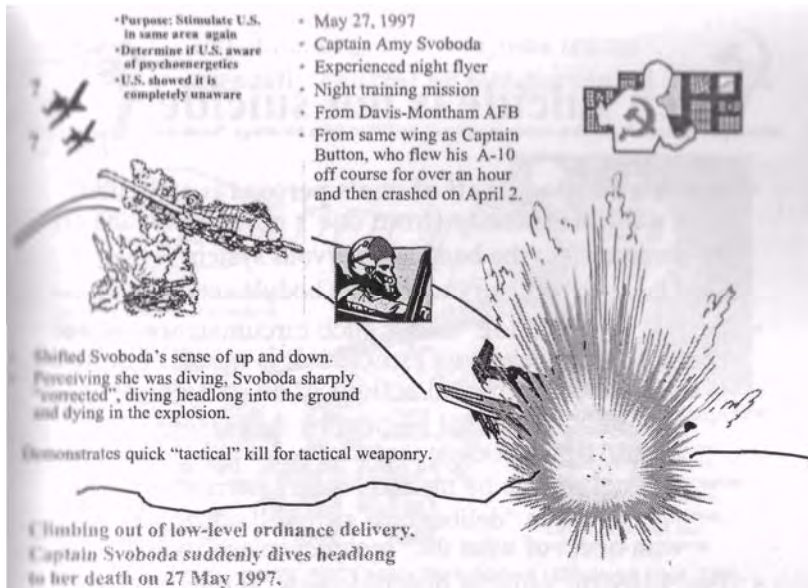 •Purpose: Stimulate U.S.
in same area again
•Determine if U.S. aware
of psychoenergetics
•U.S. showed it is
completely unaware
• May 27, 1997
• Captain Amy Svoboda
• Experienced night flyer
• Night training mission
• From Davis-Montham AFB
• From same wing as Captain
Button, who flew his A-10
off course for over an hour
and then crashed on April 2.
?
?
• Shifted Svoboda's sense of up and down.
• Perceiving she was diving, Svoboda sharply
"corrected", diving headlong into the ground
and dying in the explosion.
Demonstrates quick "tactical" kill for tactical weaponry.
Climbing out of low-level ordnance delivery.
Captain Svoboda suddenly dives headlong
to her death on 27 May 1997.